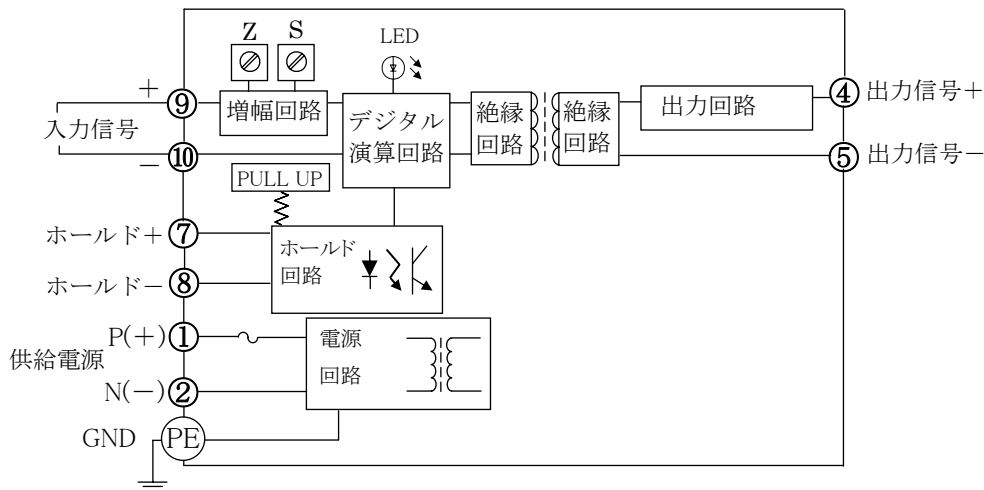 Z S
LED
+
⑨
増幅回路
デジタル
演算回路
絶縁
回路
絶縁
回路
出力回路
④
出力信号+
入力信号
−
⑩
⑤
出力信号−
PULL UP
ホールド+
⑦
ホールド
回路
ホールド−
⑧
P(+)
①
電源
回路
供給電源
N(−)
②
GND
PE